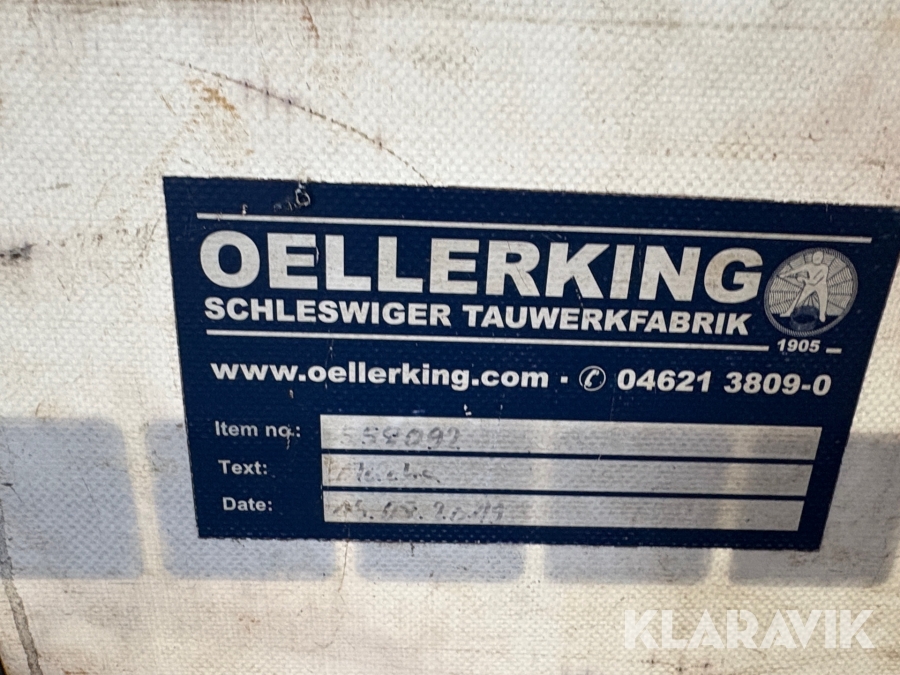 OELLERKING
SCHLESWIGER TAUWERKFABRIK
1905
www.oellerking.com · ✆ 04621 3809-0
Item no.:
Text:
Date:
KLARAVIK